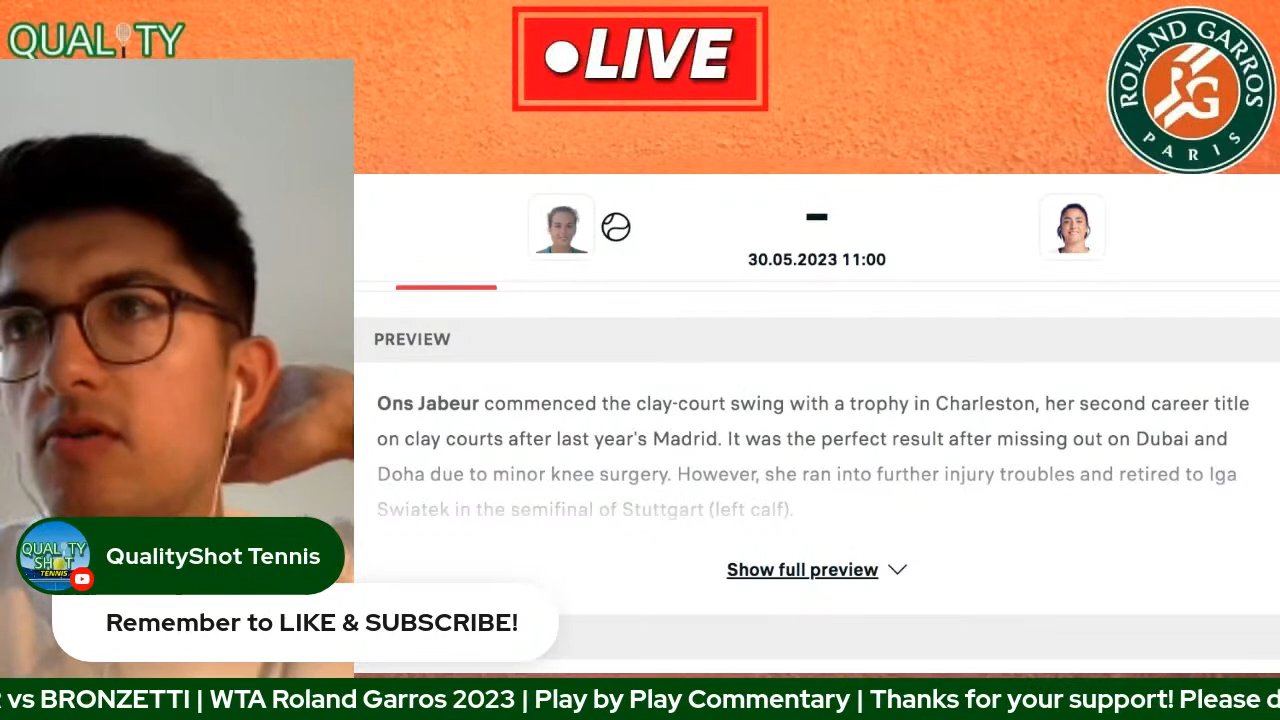 QUALITY
LIVE
ROLAND GARROS
RG
PARIS
30.05.2023 11:00
PREVIEW
Ons Jabeur commenced the clay-court swing with a trophy in Charleston, her second career title
on clay courts after last year's Madrid. It was the perfect result after missing out on Dubai and
Doha due to minor knee surgery. However, she ran into further injury troubles and retired to Iga
Swiatek in the semifinal of Stuttgart (left calf).
Show full preview
QUALITY
SHOT
TENNIS
QualityShot Tennis
Remember to LIKE & SUBSCRIBE!
vs BRONZETTI | WTA Roland Garros 2023 | Play by Play Commentary | Thanks for your support! Please